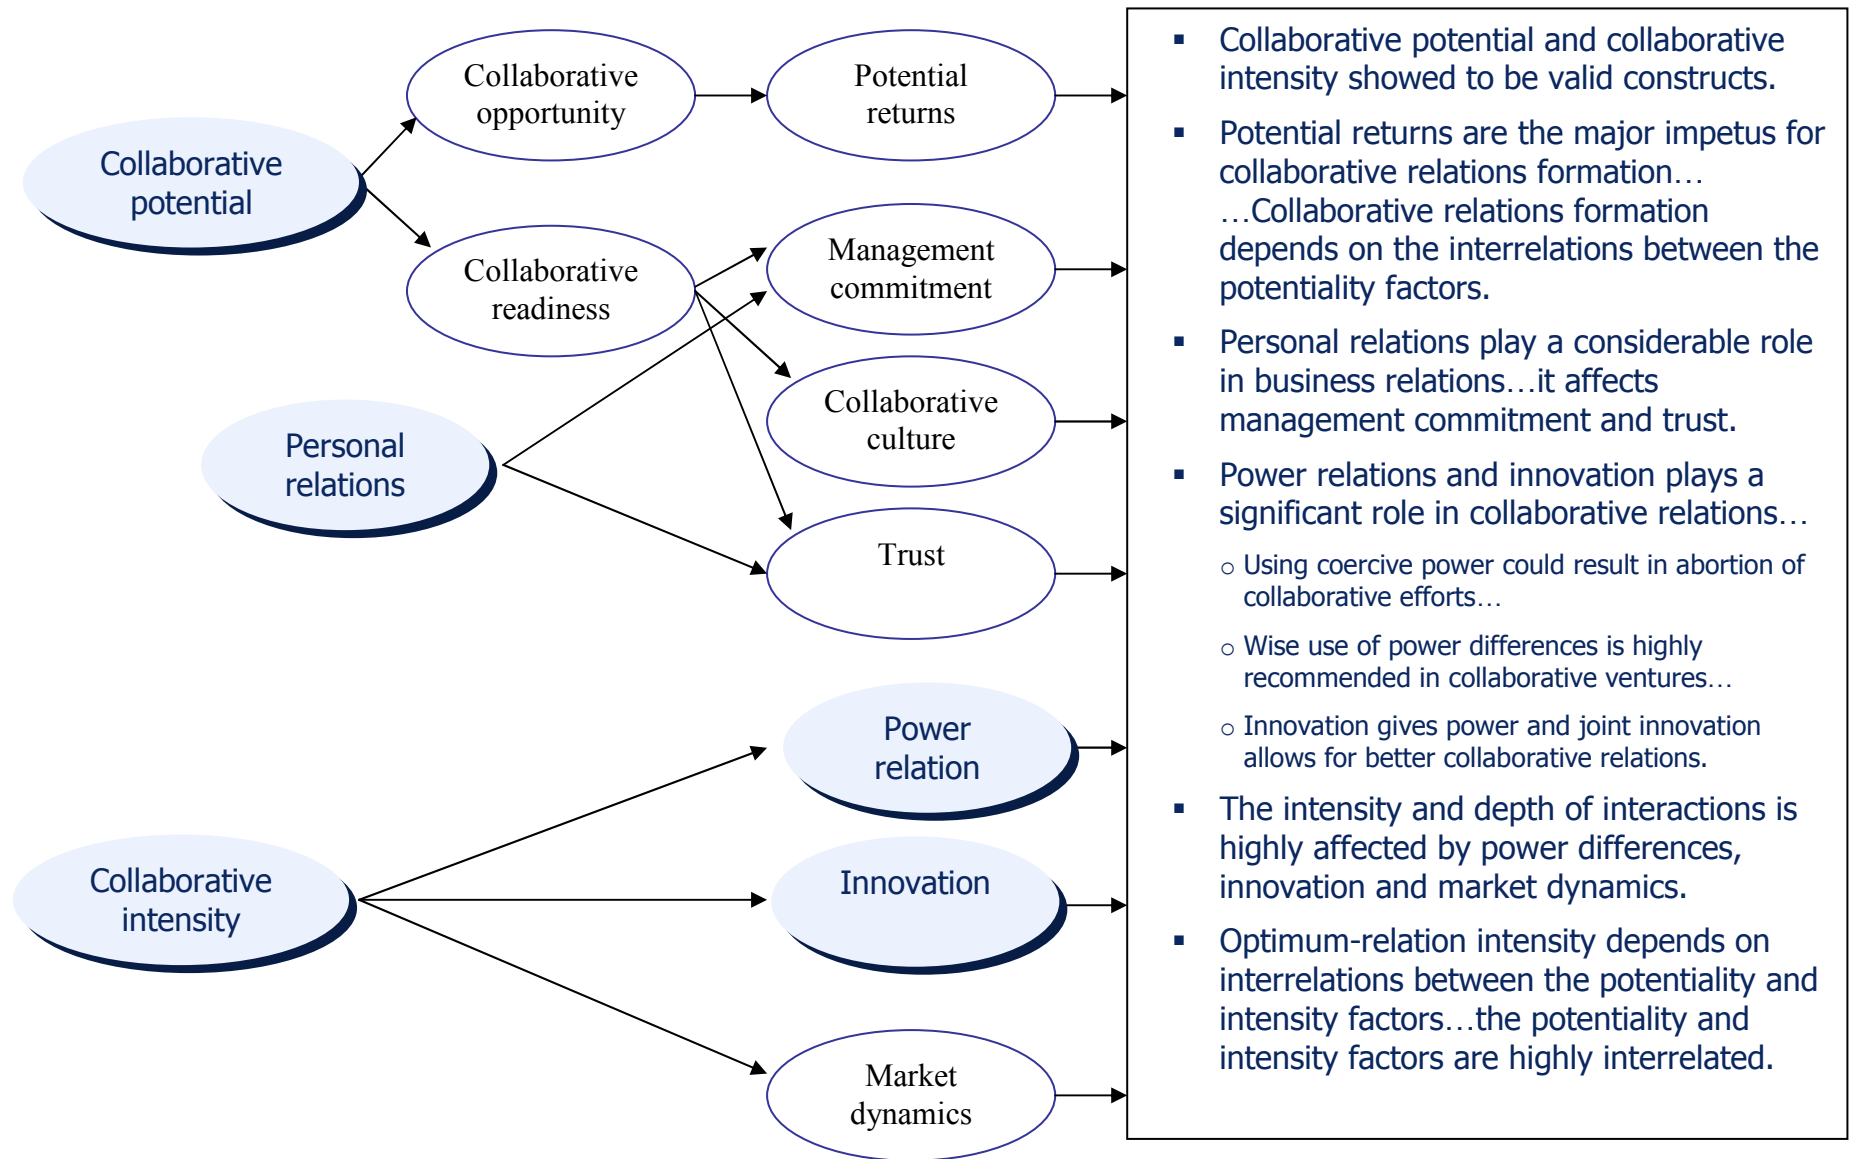 Collaborative
potential
Collaborative
opportunity
Potential
returns
Collaborative
readiness
Management
commitment
Collaborative
culture
Personal
relations
Trust
Power
relation
Collaborative
intensity
Innovation
Market
dynamics
▪ Collaborative potential and collaborative
intensity showed to be valid constructs.
▪ Potential returns are the major impetus for
collaborative relations formation…
…Collaborative relations formation
depends on the interrelations between the
potentiality factors.
▪ Personal relations play a considerable role
in business relations…it affects
management commitment and trust.
▪ Power relations and innovation plays a
significant role in collaborative relations…
o Using coercive power could result in abortion of
collaborative efforts…
o Wise use of power differences is highly
recommended in collaborative ventures…
o Innovation gives power and joint innovation
allows for better collaborative relations.
▪ The intensity and depth of interactions is
highly affected by power differences,
innovation and market dynamics.
▪ Optimum-relation intensity depends on
interrelations between the potentiality and
intensity factors…the potentiality and
intensity factors are highly interrelated.